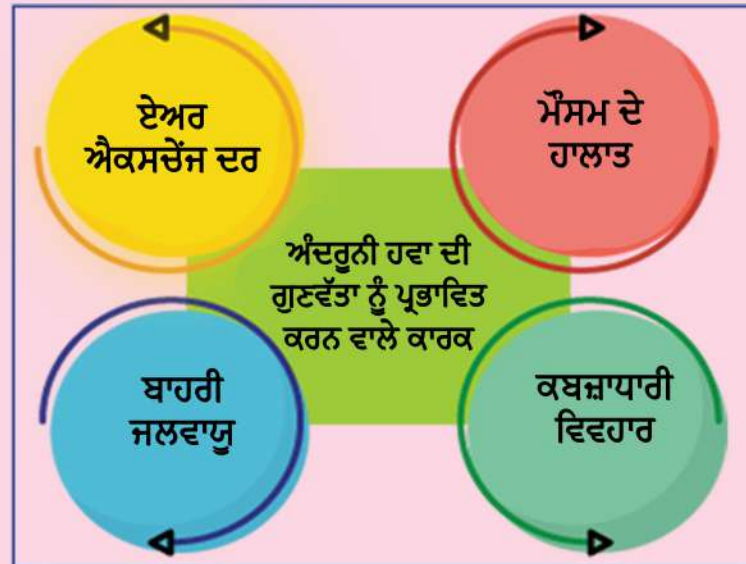 ਏਅਰ
ਐਕਸਚੇਂਜ ਦਰ
ਮੌਸਮ ਦੇ
ਹਾਲਾਤ
ਅੰਦਰੂਨੀ ਹਵਾ ਦੀ
ਗੁਣਵੱਤਾ ਨੂੰ ਪ੍ਰਭਾਵਿਤ
ਕਰਨ ਵਾਲੇ ਕਾਰਕ
ਬਾਹਰੀ
ਜਲਵਾਯੂ
ਕਬਜ਼ਾਧਾਰੀ
ਵਿਵਹਾਰ